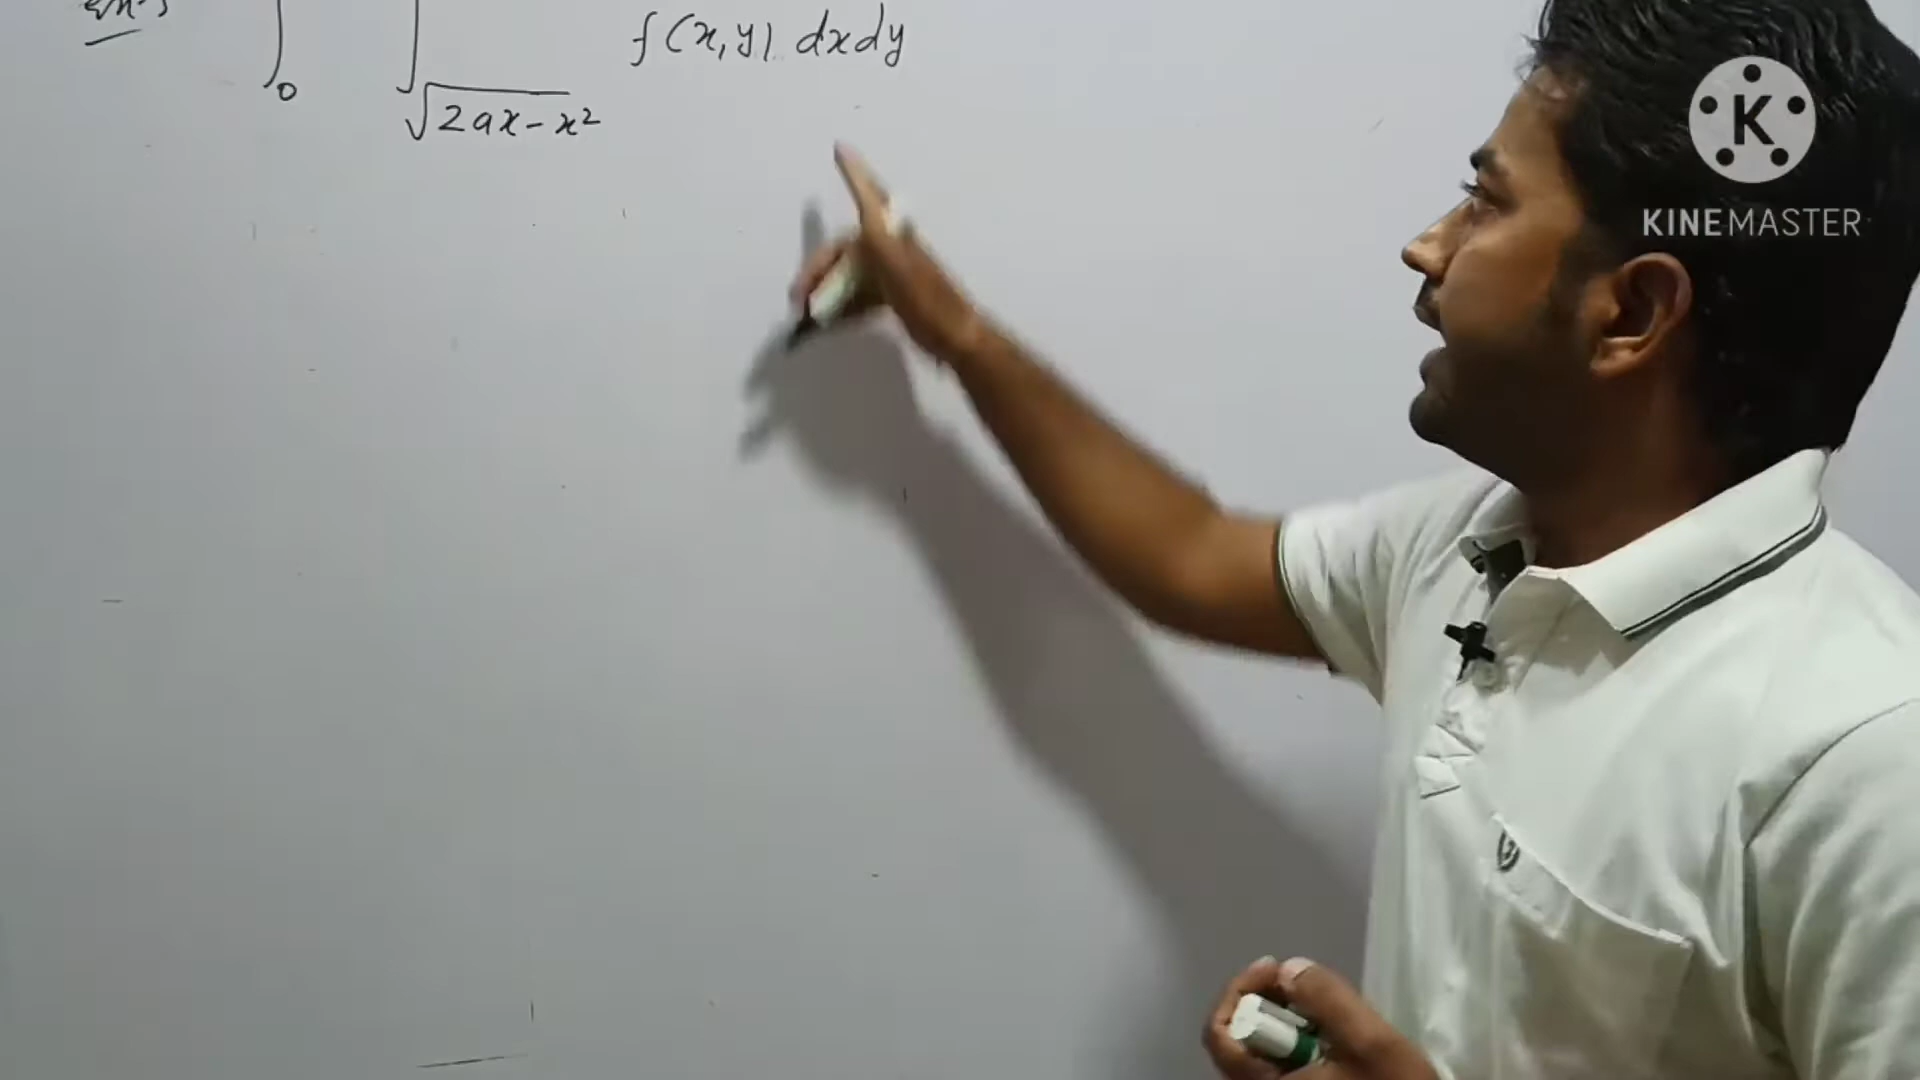 ∫₀ ∫_{√(2ax-x²)} f(x,y) dxdy
K
KINEMASTER